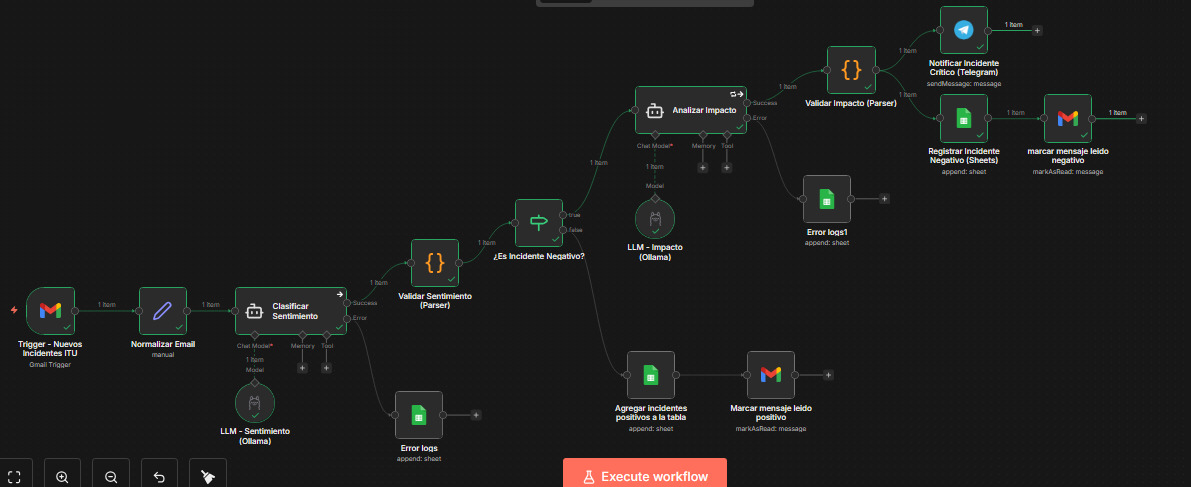 1 Item
Notificar Incidente
Crítico (Telegram)
sendMessage: message
1 Item
1 Item
Validar Impacto (Parser)
1 Item
1 Item
1 Item
Registrar Incidente
Negativo (Sheets)
append: sheet
marcar mensaje leido
negativo
markAsRead: message
Analizar Impacto
Success
Error
Chat Model*
Memory
Tool
1 Item
Model
LLM - Impacto
(Ollama)
Error logs1
append: sheet
1 Item
true
false
¿Es Incidente Negativo?
1 Item
Validar Sentimiento
(Parser)
1 Item
Trigger - Nuevos
Incidentes ITU
Gmail Trigger
1 Item
Normalizar Email
manual
1 Item
Clasificar
Sentimiento
Success
Error
Chat Model*
Memory
Tool
1 Item
Model
LLM - Sentimiento
(Ollama)
Error logs
append: sheet
Agregar incidentes
positivos a la tabla
append: sheet
Marcar mensaje leido
positivo
markAsRead: message
Execute workflow